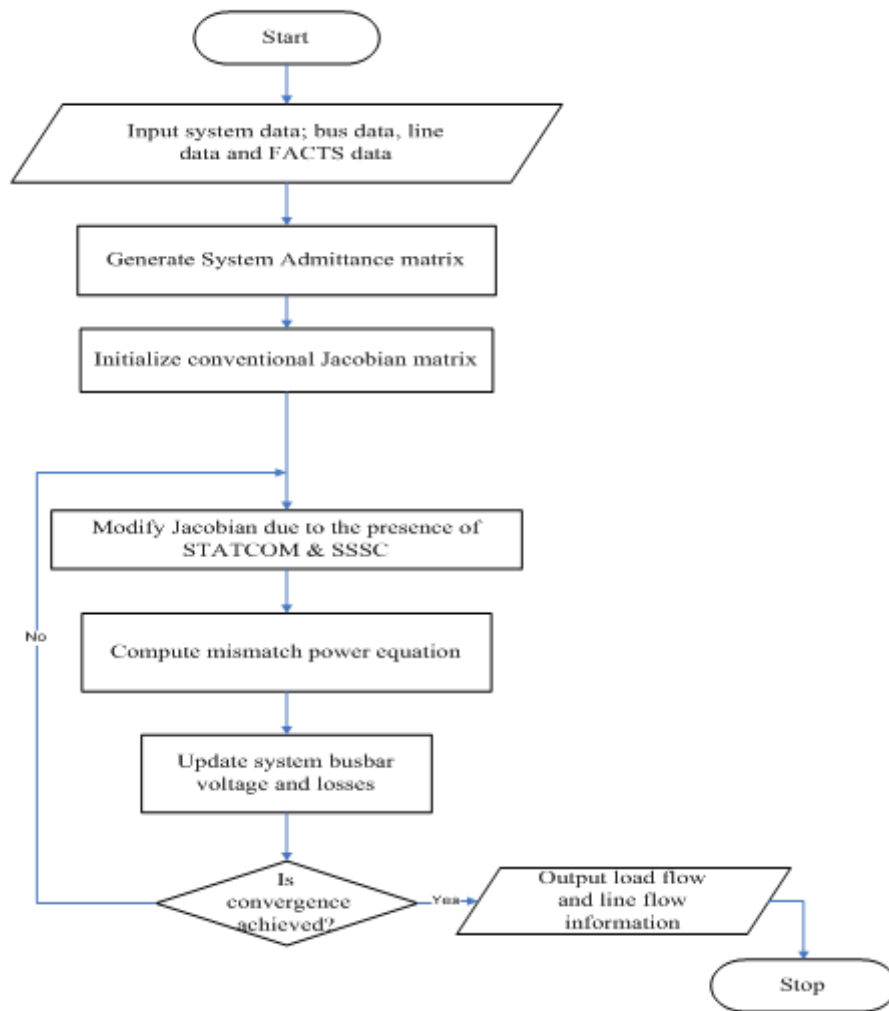 Start
Input system data; bus data, line
data and FACTS data
Generate System Admittance matrix
Initialize conventional Jacobian matrix
Modify Jacobian due to the presence of
STATCOM & SSSC
No
Compute mismatch power equation
Update system busbar
voltage and losses
Is
convergence
achieved?
Yes
Output load flow
and line flow
information
Stop